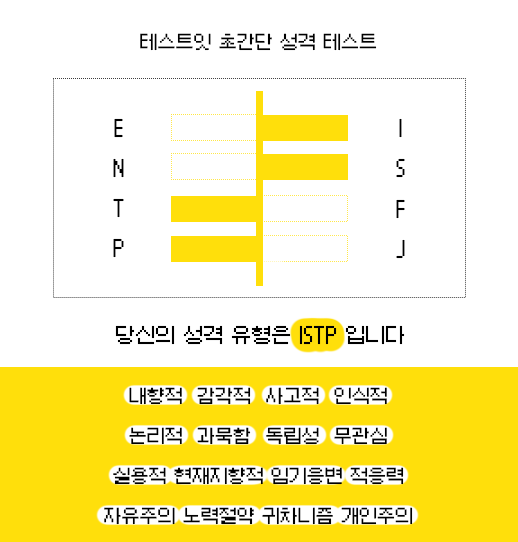 테스트잇 초간단 성격 테스트
E I
N S
T F
P J
당신의 성격 유형은 ISTP 입니다
내향적 감각적 사고적 인식적
논리적 과묵함 독립성 무관심
실용적 현재지향적 임기응변 적응력
자유주의 노력절약 귀차니즘 개인주의